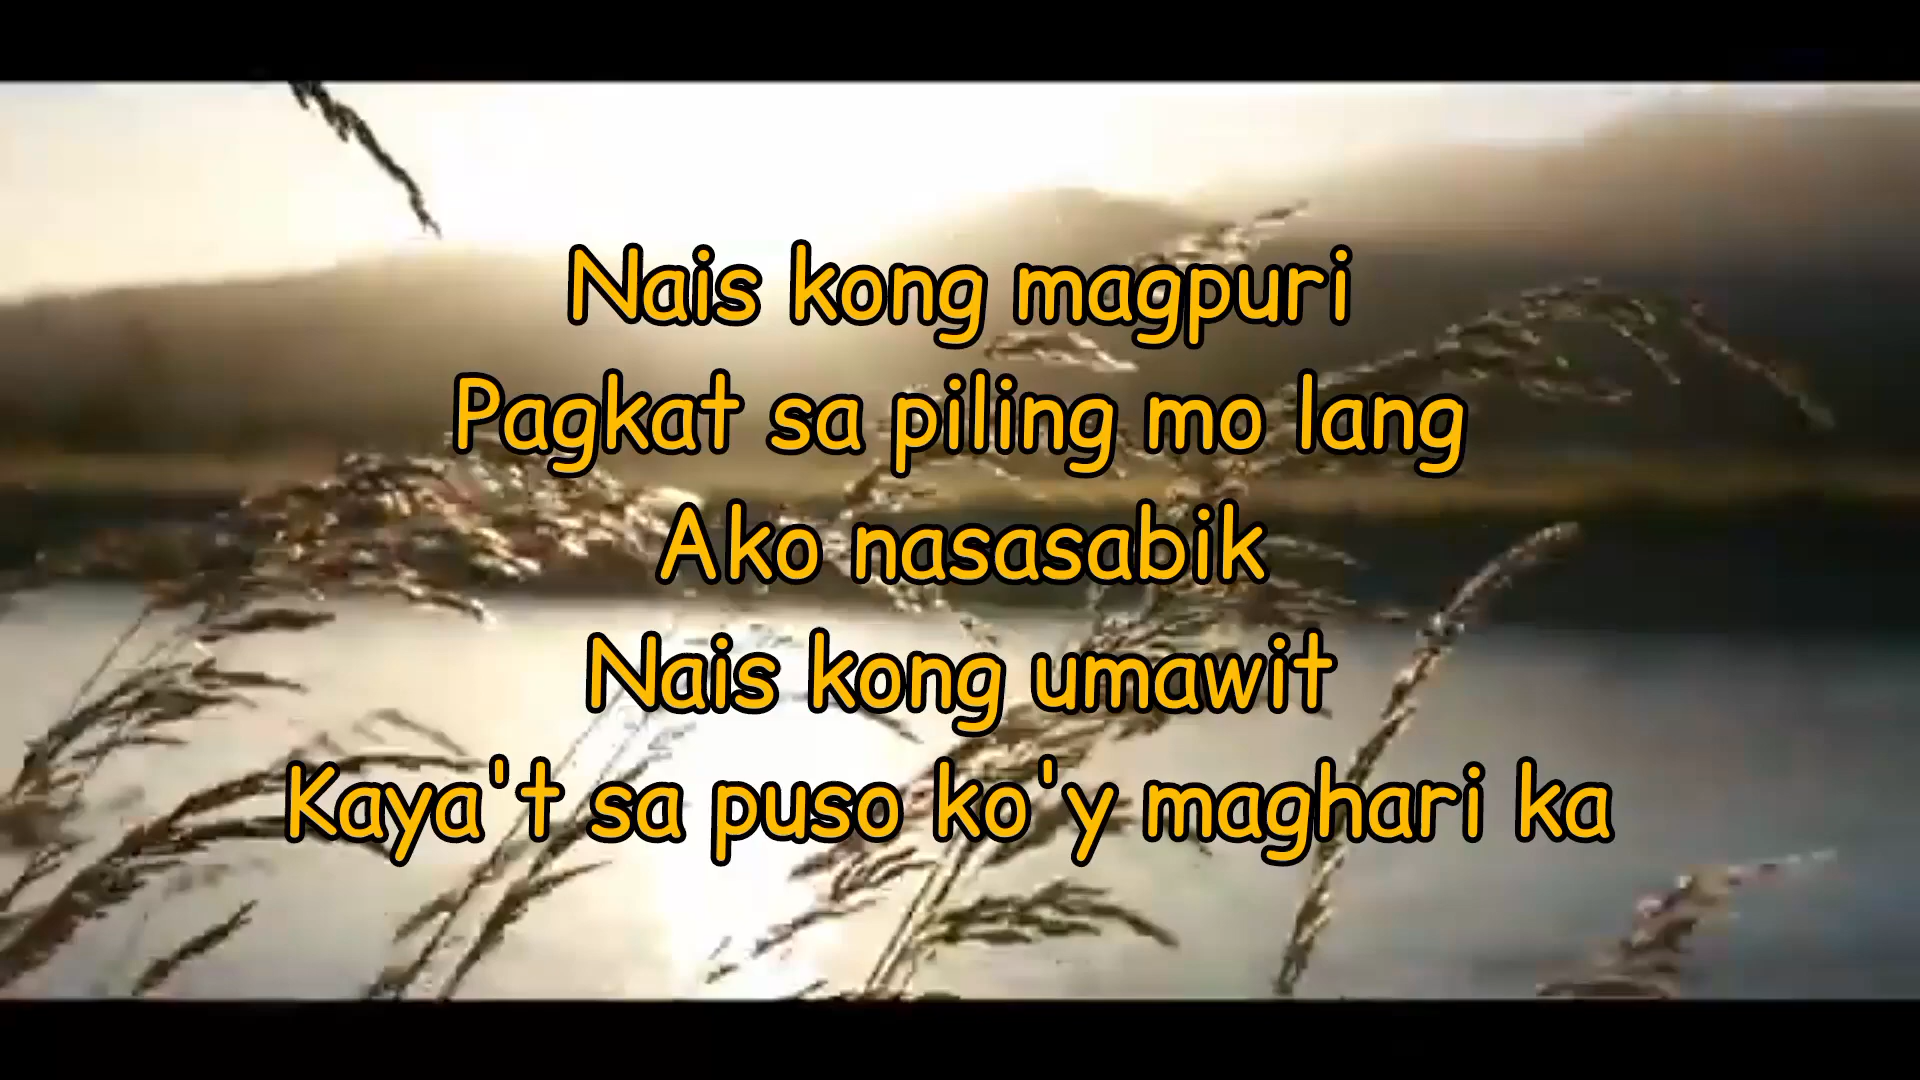 Nais kong magpuri
Pagkat sa piling mo lang
Ako nasasabik
Nais kong umawit
Kaya't sa puso ko'y maghari ka